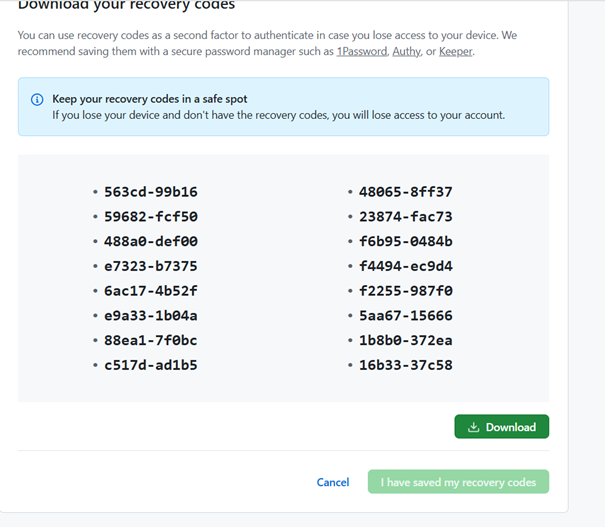 Download your recovery codes
You can use recovery codes as a second factor to authenticate in case you lose access to your device. We
recommend saving them with a secure password manager such as 1Password, Authy, or Keeper.
Keep your recovery codes in a safe spot
If you lose your device and don't have the recovery codes, you will lose access to your account.
• 563cd-99b16 • 48065-8ff37
• 59682-fcf50 • 23874-fac73
• 488a0-def00 • f6b95-0484b
• e7323-b7375 • f4494-ec9d4
• 6ac17-4b52f • f2255-987f0
• e9a33-1b04a • 5aa67-15666
• 88ea1-7f0bc • 1b8b0-372ea
• c517d-ad1b5 • 16b33-37c58
Download
Cancel I have saved my recovery codes